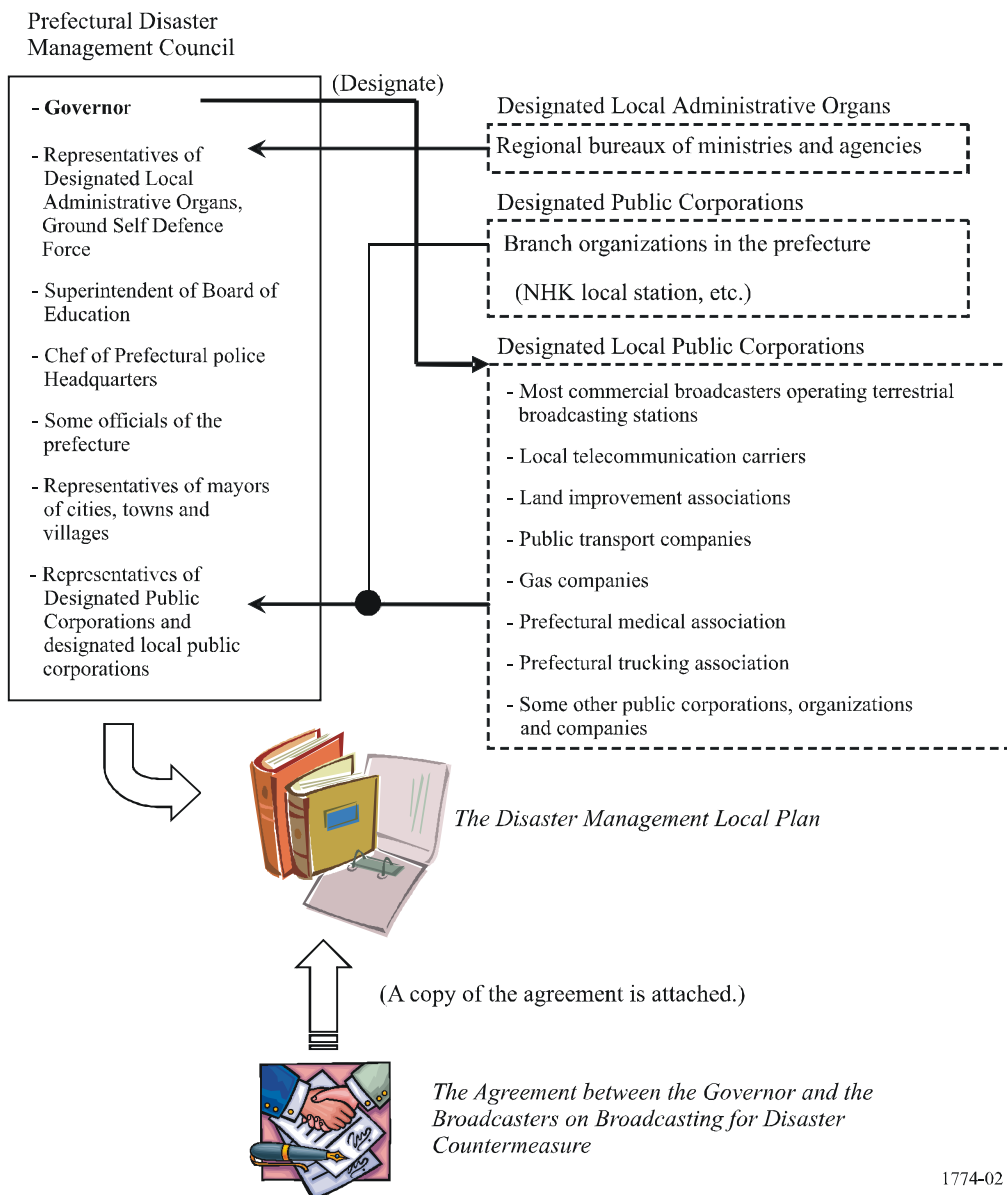 Prefectural Disaster
Management Council
(Designate)
- Governor
- Representatives of
Designated Local
Administrative Organs,
Ground Self Defence
Force
- Superintendent of Board of
Education
- Chef of Prefectural police
Headquarters
- Some officials of the
prefecture
- Representatives of mayors
of cities, towns and
villages
- Representatives of
Designated Public
Corporations and
designated local public
corporations
Designated Local Administrative Organs
Regional bureaux of ministries and agencies
Designated Public Corporations
Branch organizations in the prefecture
(NHK local station, etc.)
Designated Local Public Corporations
- Most commercial broadcasters operating terrestrial
broadcasting stations
- Local telecommunication carriers
- Land improvement associations
- Public transport companies
- Gas companies
- Prefectural medical association
- Prefectural trucking association
- Some other public corporations, organizations
and companies
The Disaster Management Local Plan
(A copy of the agreement is attached.)
The Agreement between the Governor and the
Broadcasters on Broadcasting for Disaster
Countermeasure
1774-02